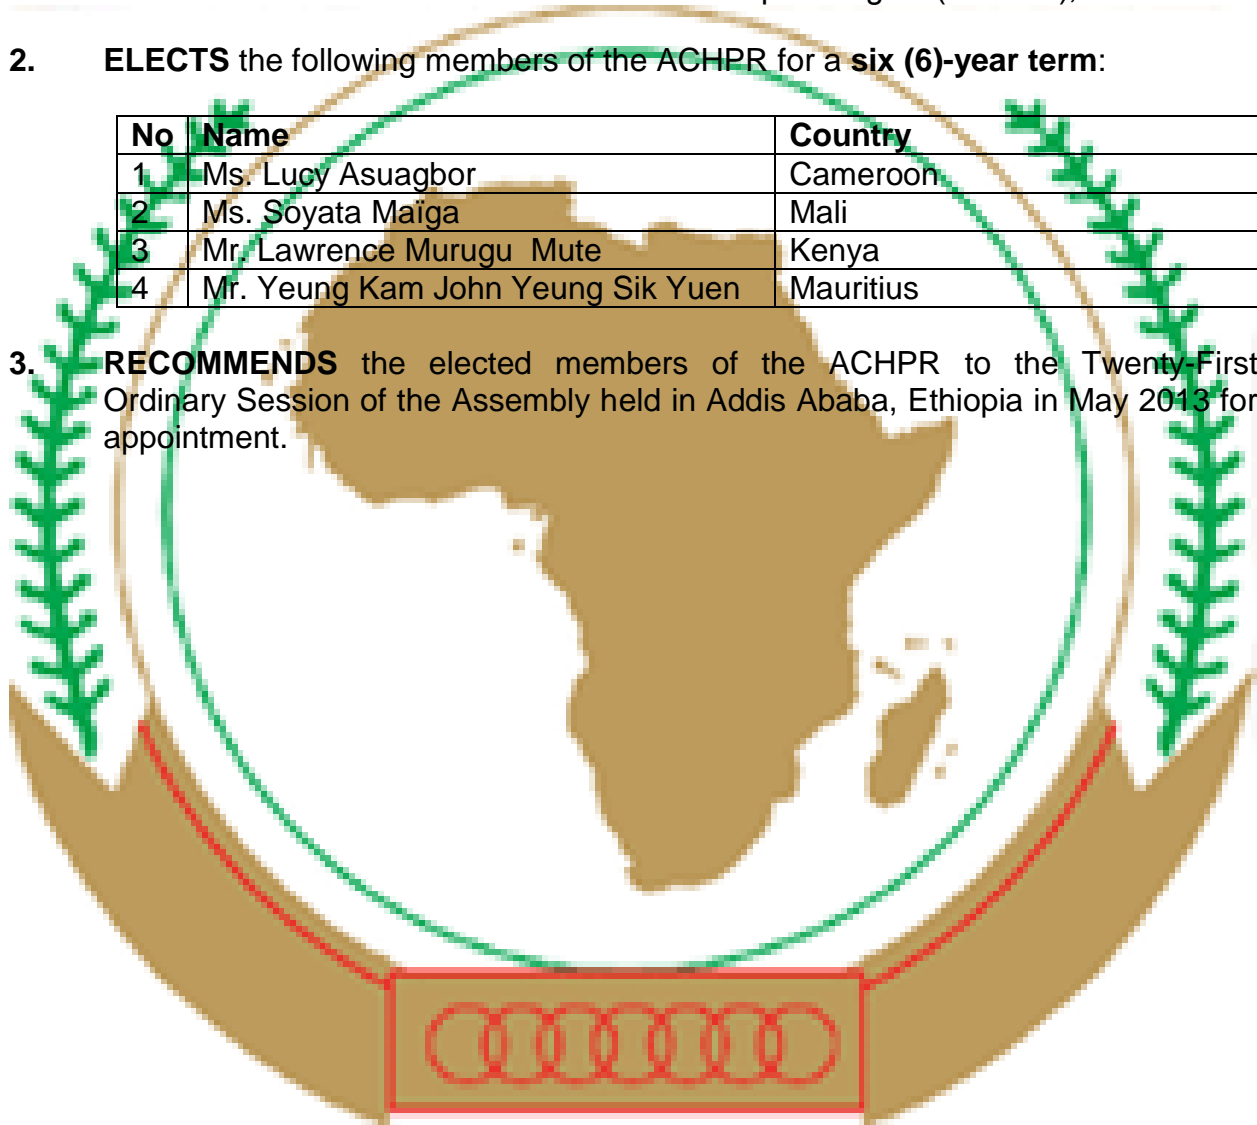 2. ELECTS the following members of the ACHPR for a six (6)-year term:
No Name Country
1 Ms. Lucy Asuagbor Cameroon
2 Ms. Soyata Maïga Mali
3 Mr. Lawrence Murugu Mute Kenya
4 Mr. Yeung Kam John Yeung Sik Yuen Mauritius
3. RECOMMENDS the elected members of the ACHPR to the Twenty-First
Ordinary Session of the Assembly held in Addis Ababa, Ethiopia in May 2013 for
appointment.